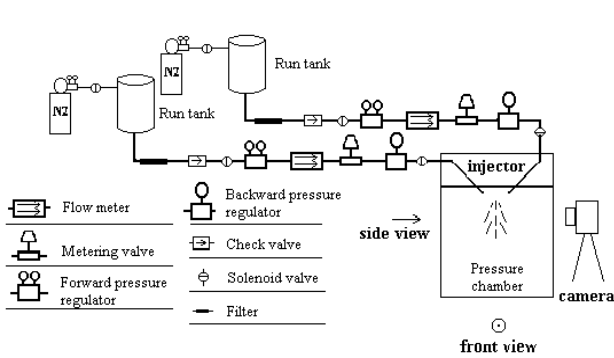 N2
Run tank
N2
Run tank
injector
Flow meter
Metering valve
Forward pressure
regulator
Backward pressure
regulator
Check valve
Solenoid valve
Filter
side view
Pressure
chamber
camera
front view